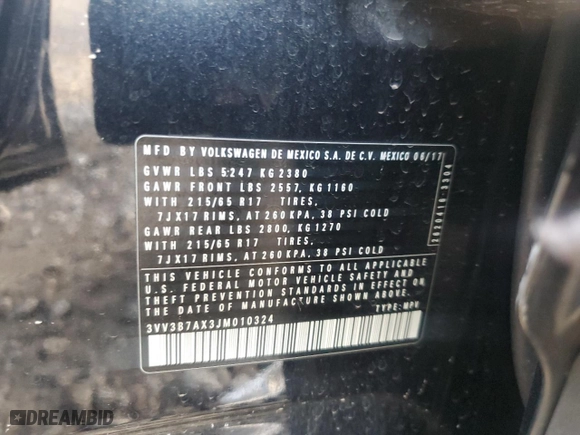 MFD BY VOLKSWAGEN DE MEXICO S.A. DE C.V. MEXICO 06/17
GVWR LBS 5247 KG 2380
GAWR FRONT LBS 2557, KG 1160
WITH 215/65 R17 TIRES,
7JX17 RIMS, AT 260 KPA, 38 PSI COLD
GAWR REAR LBS 2800, KG 1270
WITH 215/65 R17 TIRES,
7JX17 RIMS, AT 260 KPA, 38 PSI COLD
THIS VEHICLE CONFORMS TO ALL APPLICABLE
U.S. FEDERAL MOTOR VEHICLE SAFETY AND
THEFT PREVENTION STANDARDS IN EFFECT ON THE
DATE OF MANUFACTURE SHOWN ABOVE.
3VV3B7AX3JM010324 TYPE: MPV
2630416-3304
DREAMBID